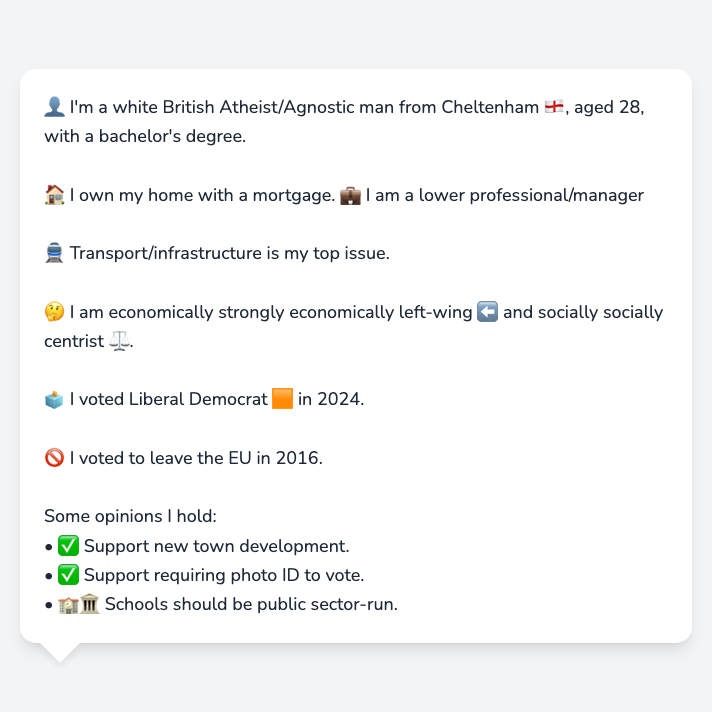 👤 I'm a white British Atheist/Agnostic man from Cheltenham 🏴󠁧󠁢󠁥󠁮󠁧󠁿, aged 28,
with a bachelor's degree.
🏠 I own my home with a mortgage. 💼 I am a lower professional/manager
🚆 Transport/infrastructure is my top issue.
🤔 I am economically strongly economically left-wing ⬅️ and socially socially
centrist ⚖️.
🗳️ I voted Liberal Democrat 🟧 in 2024.
🚫 I voted to leave the EU in 2016.
Some opinions I hold:
• ✅ Support new town development.
• ✅ Support requiring photo ID to vote.
• 🏫🏛️ Schools should be public sector-run.